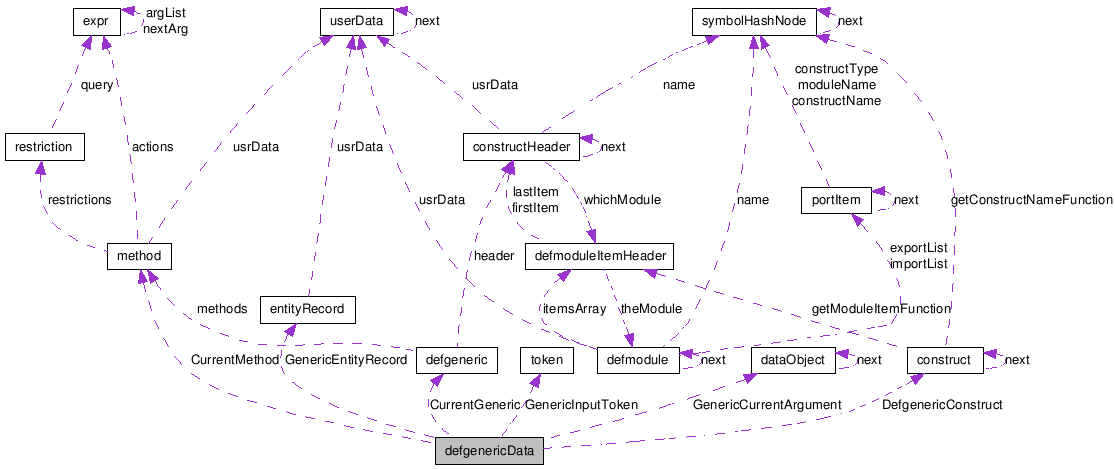 expr
argList
nextArg
userData
next
symbolHashNode
next
query
usrData
name
constructType
moduleName
constructName
restriction
actions
usrData
usrData
constructHeader
next
restrictions
usrData
lastItem
firstItem
whichModule
name
portItem
next
getConstructNameFunction
method
header
defmoduleItemHeader
exportList
importList
methods
entityRecord
itemsArray
theModule
getModuleItemFunction
CurrentMethod
GenericEntityRecord
defgeneric
token
defmodule
next
dataObject
next
construct
next
CurrentGeneric
GenericInputToken
GenericCurrentArgument
DefgenericConstruct
defgenericData